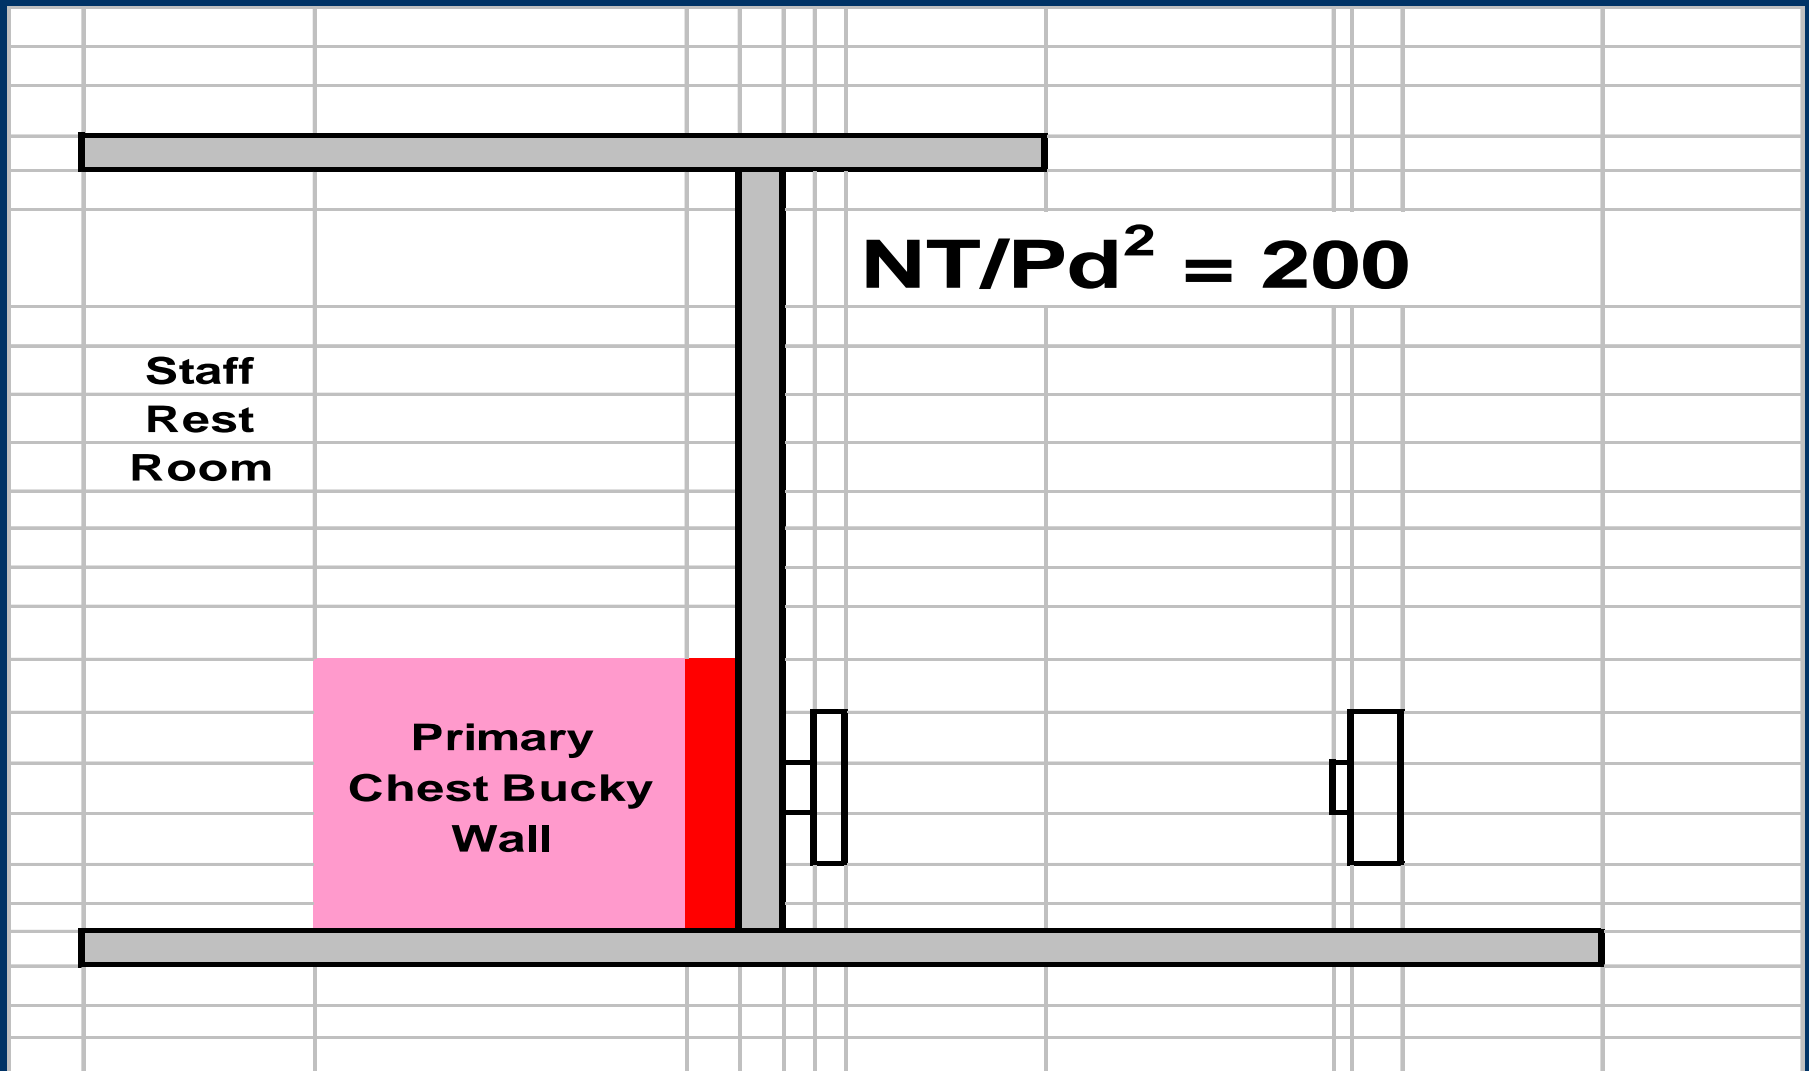 NT/Pd² = 200
Staff
Rest
Room
Primary
Chest Bucky
Wall